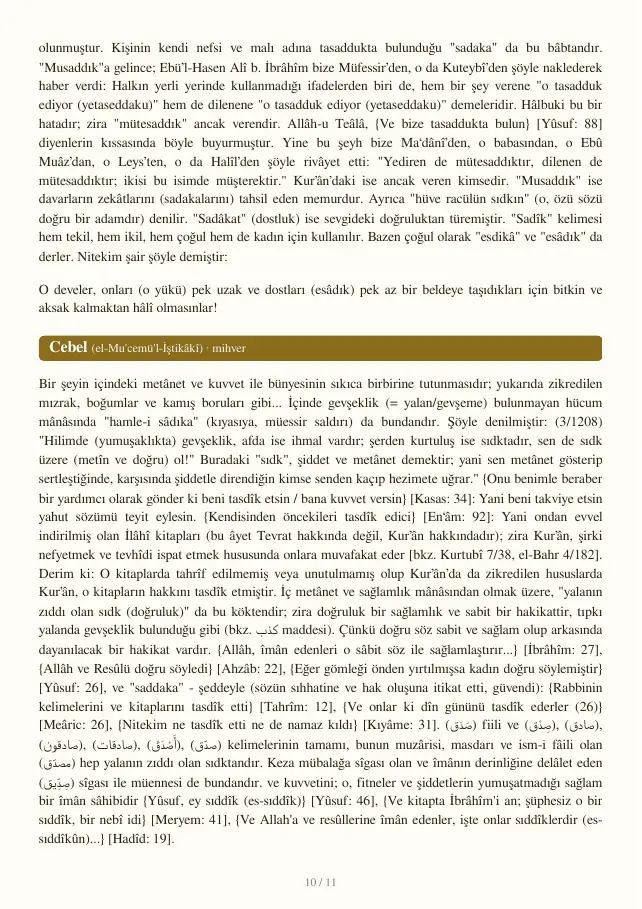 olunmuştur. Kişinin kendi nefsi ve malı adına tasaddukta bulunduğu "sadaka" da bu bâbtandır.
"Musaddık"a gelince; Ebü'l-Hasen Alî b. İbrâhîm bize Müfessir'den, o da Kuteybî'den şöyle naklederek
haber verdi: Halkın yerli yerinde kullanmadığı ifadelerden biri de, hem bir şey verene "o tasadduk
ediyor (yetaseddaku)" hem de dilenene "o tasadduk ediyor (yetaseddaku)" demeleridir. Hâlbuki bu bir
hatadır; zira "mütesaddık" ancak verendir. Allâh-u Teâlâ, {Ve bize tasaddukta bulun} [Yûsuf: 88]
diyenlerin kıssasında böyle buyurmuştur. Yine bu şeyh bize Ma'dânî'den, o babasından, o Ebû
Muâz'dan, o Leys'ten, o da Halîl'den şöyle rivâyet etti: "Yediren de mütesaddıktır, dilenen de
mütesaddıktır; ikisi bu isimde müşterektir." Kur'ân'daki ise ancak veren kimsedir. "Musaddık" ise
davarların zekâtlarını (sadakalarını) tahsil eden memurdur. Ayrıca "hüve racülün sıdkın" (o, özü sözü
doğru bir adamdır) denilir. "Sadâkat" (dostluk) ise sevgideki doğruluktan türemiştir. "Sadîk" kelimesi
hem tekil, hem ikil, hem çoğul hem de kadın için kullanılır. Bazen çoğul olarak "esdikâ" ve "esâdık" da
derler. Nitekim şair şöyle demiştir:
O develer, onları (o yükü) pek uzak ve dostları (esâdık) pek az bir beldeye taşıdıkları için bitkin ve
aksak kalmaktan hâlî olmasınlar!
Cebel (el-Mu'cemü'l-İştikâkî) · mihver
Bir şeyin içindeki metânet ve kuvvet ile bünyesinin sıkıca birbirine tutunmasıdır; yukarıda zikredilen
mızrak, boğumlar ve kamış boruları gibi... İçinde gevşeklik (= yalan/gevşeme) bulunmayan hücum
mânâsında "hamle-i sâdıka" (kıyasıya, müessir saldırı) da bundandır. Şöyle denilmiştir: (3/1208)
"Hilimde (yumuşaklıkta) gevşeklik, afda ise ihmal vardır; şerden kurtuluş ise sıdktadır, sen de sıdk
üzere (metîn ve doğru) ol!" Buradaki "sıdk", şiddet ve metânet demektir; yani sen metânet gösterip
sertleştiğinde, karşısında şiddetle direndiğin kimse senden kaçıp hezimete uğrar." {Onu benimle beraber
bir yardımcı olarak gönder ki beni tasdîk etsin / bana kuvvet versin} [Kasas: 34]: Yani beni takviye etsin
yahut sözümü teyit eylesin. {Kendisinden öncekileri tasdîk edici} [En'âm: 92]: Yani ondan evvel
indirilmiş olan İlâhî kitapları (bu âyet Tevrat hakkında değil, Kur'ân hakkındadır); zira Kur'ân, şirki
nefyetmek ve tevhîdi ispat etmek hususunda onlara muvafakat eder [bkz. Kurtubî 7/38, el-Bahr 4/182].
Derim ki: O kitaplarda tahrîf edilmemiş veya unutulmamış olup Kur'ân'da da zikredilen hususlarda
Kur'ân, o kitapların hakkını tasdîk etmiştir. İç metânet ve sağlamlık mânâsından olmak üzere, "yalanın
zıddı olan sıdk (doğruluk)" da bu köktendir; zira doğruluk bir sağlamlık ve sabit bir hakikattir, tıpkı
yalanda gevşeklik bulunduğu gibi (bkz. كذب maddesi). Çünkü doğru söz sabit ve sağlam olup arkasında
dayanılacak bir hakikat vardır. {Allâh, îmân edenleri o sâbit söz ile sağlamlaştırır...} [İbrâhîm: 27],
{Allâh ve Resûlü doğru söyledi} [Ahzâb: 22], {Eğer gömleği önden yırtılmışsa kadın doğru söylemiştir}
[Yûsuf: 26], ve "saddaka" - şeddeyle (sözün sıhhatine ve hak oluşuna itikat etti, güvendi): {Rabbinin
kelimelerini ve kitaplarını tasdîk etti} [Tahrîm: 12], {Ve onlar ki dîn gününü tasdîk ederler (26)}
[Meâric: 26], {Nitekim ne tasdîk etti ne de namaz kıldı} [Kıyâme: 31]. (صَدَق) fiili ve (صِدْق), (صادق),
(صادقون), (صادقات), (أَصْدَق), (صدّق) kelimelerinin tamamı, bunun muzârisi, masdarı ve ism-i fâili olan
(مصدّق) hep yalanın zıddı olan sıdktandır. Keza mübalağa sîgası olan ve îmânın derinliğine delâlet eden
(صِدِّيق) sîgası ile müennesi de bundandır. ve kuvvetini; o, fitneler ve şiddetlerin yumuşatmadığı sağlam
bir îmân sâhibidir {Yûsuf, ey sıddîk (es-sıddîk)} [Yûsuf: 46], {Ve kitapta İbrâhîm'i an; şüphesiz o bir
sıddîk, bir nebî idi} [Meryem: 41], {Ve Allah'a ve resûllerine îmân edenler, işte onlar sıddîklerdir (es-
sıddîkûn)...} [Hadîd: 19].
10 / 11